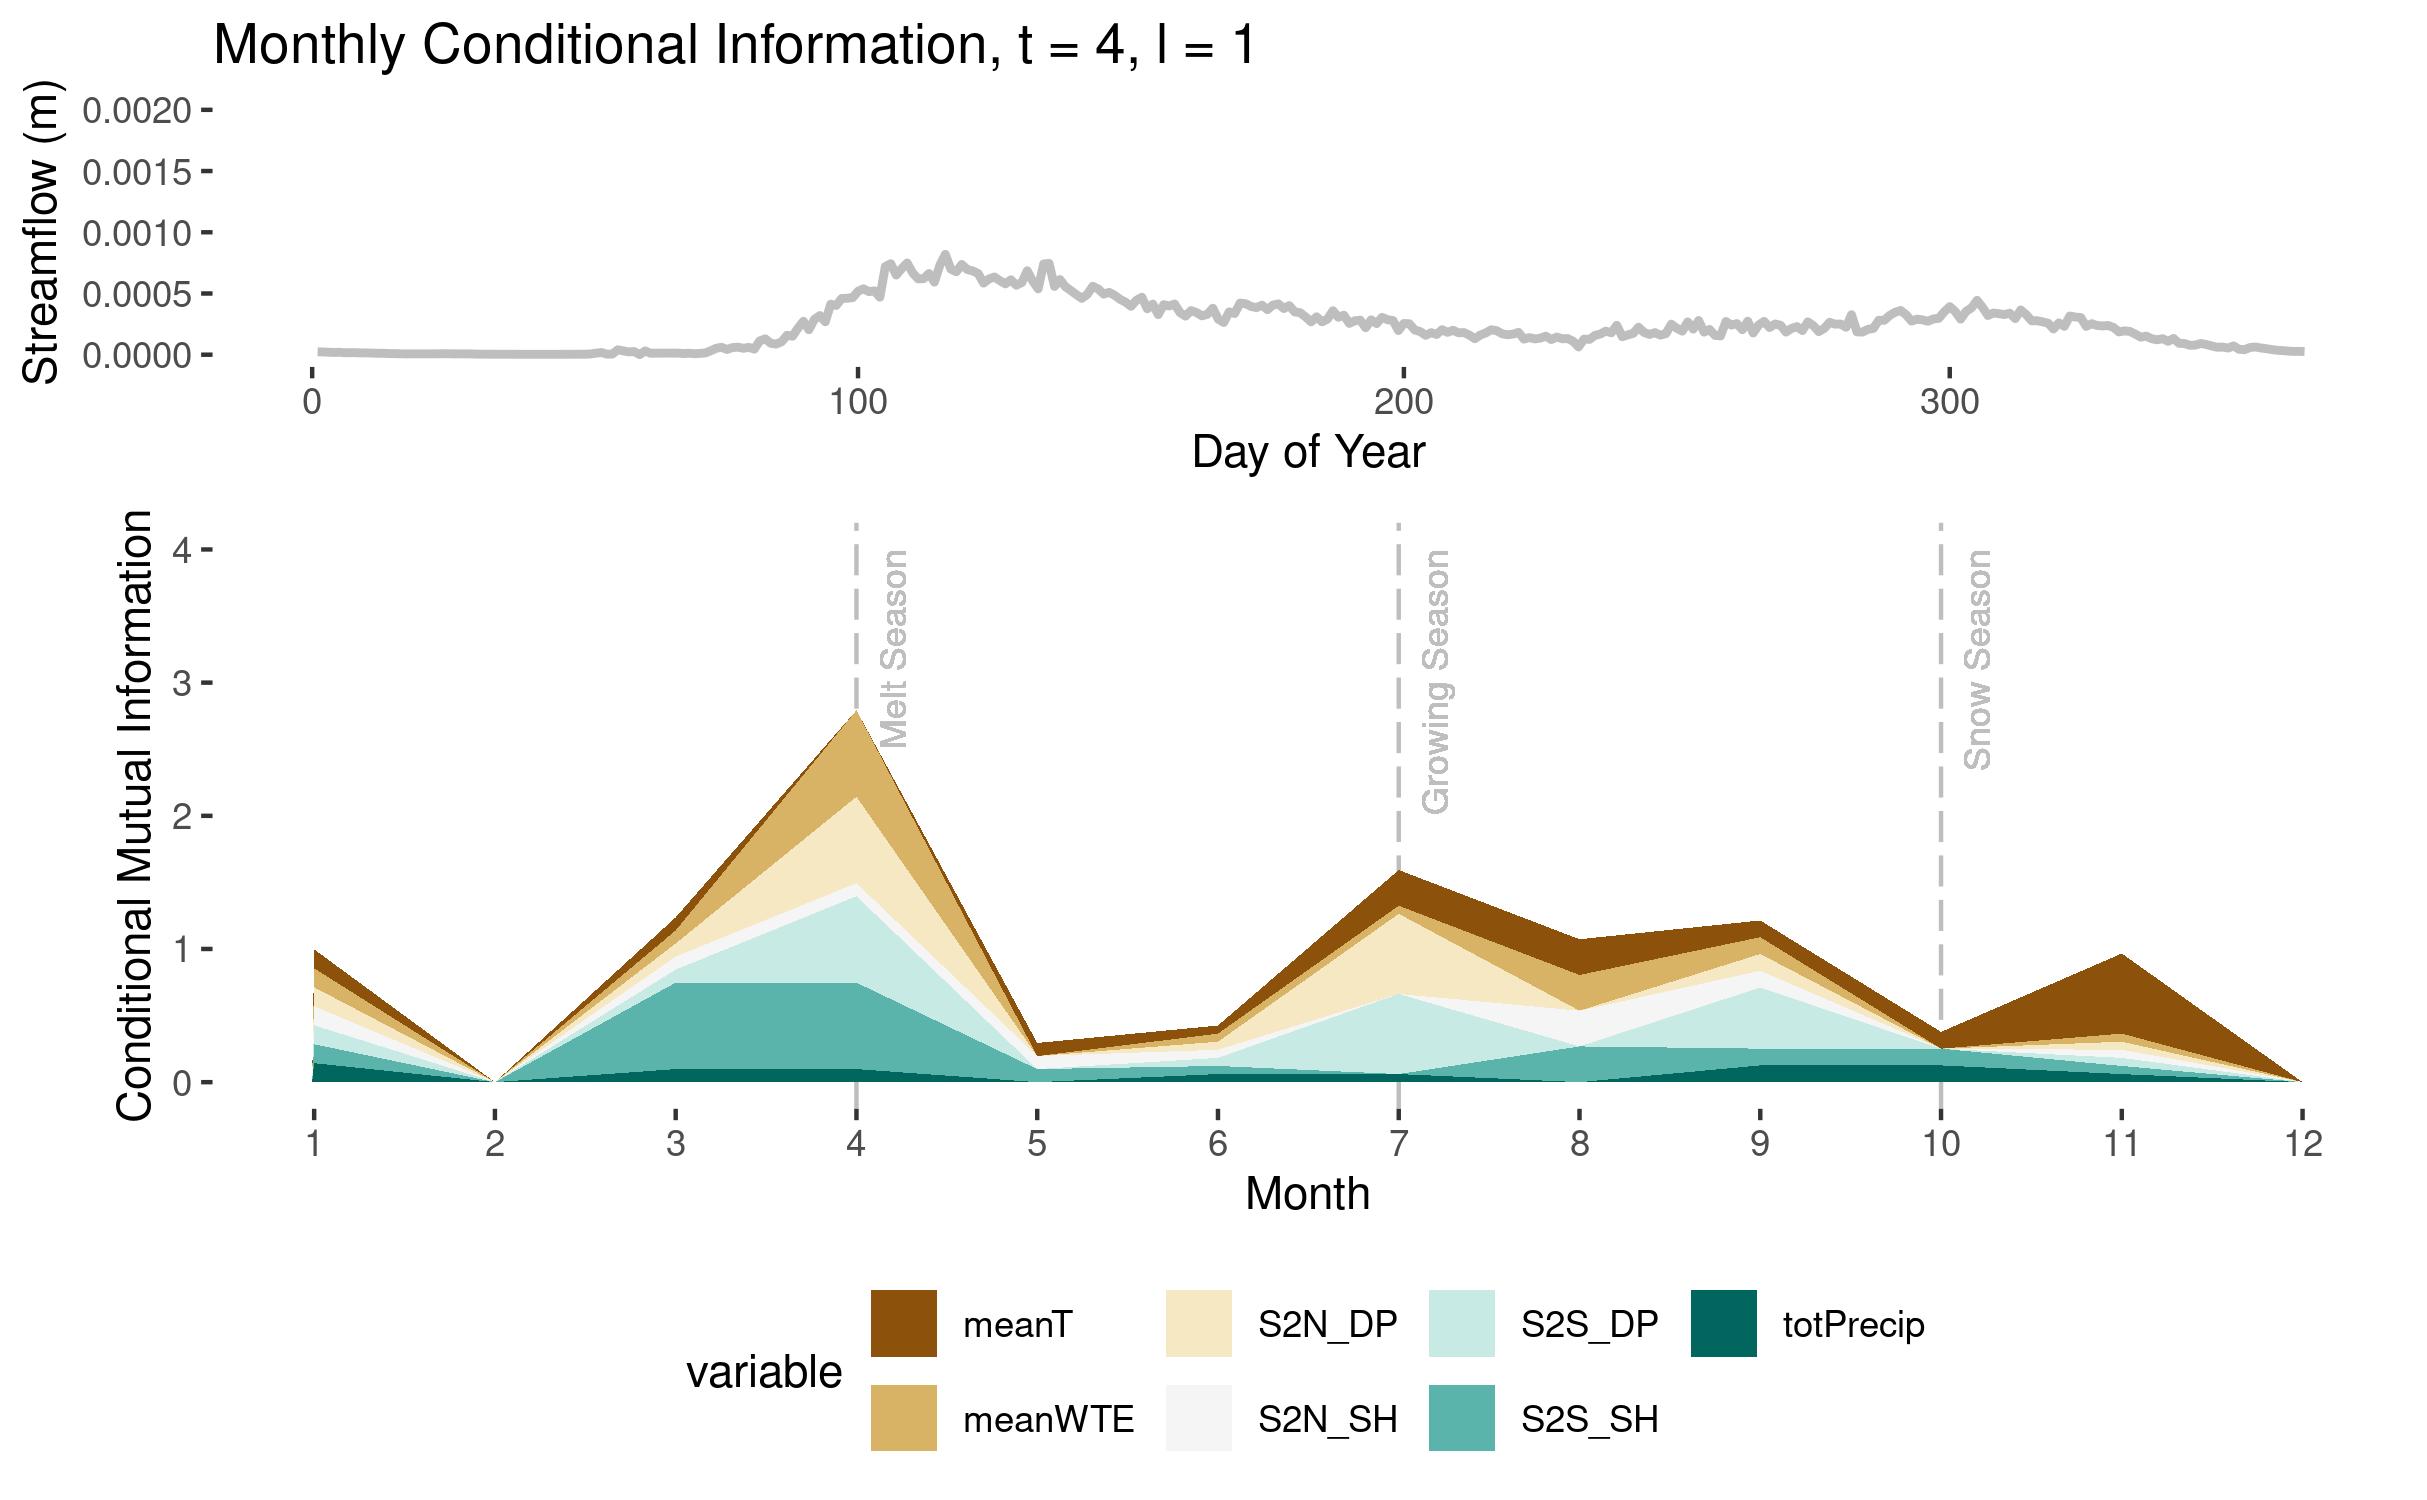 Monthly Conditional Information, t = 4, l = 1
Streamflow (m)
0.0020
0.0015
0.0010
0.0005
0.0000
0 100 200 300
Day of Year
Conditional Mutual Information
4
3
2
1
0
Melt Season
Growing Season
Snow Season
1 2 3 4 5 6 7 8 9 10 11 12
Month
variable
meanT S2N_DP S2S_DP totPrecip
meanWTE S2N_SH S2S_SH